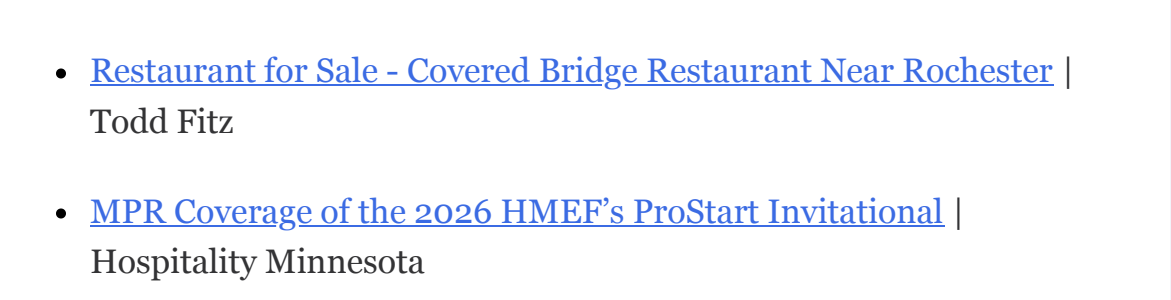 Restaurant for Sale - Covered Bridge Restaurant Near Rochester |
Todd Fitz
MPR Coverage of the 2026 HMEF’s ProStart Invitational |
Hospitality Minnesota